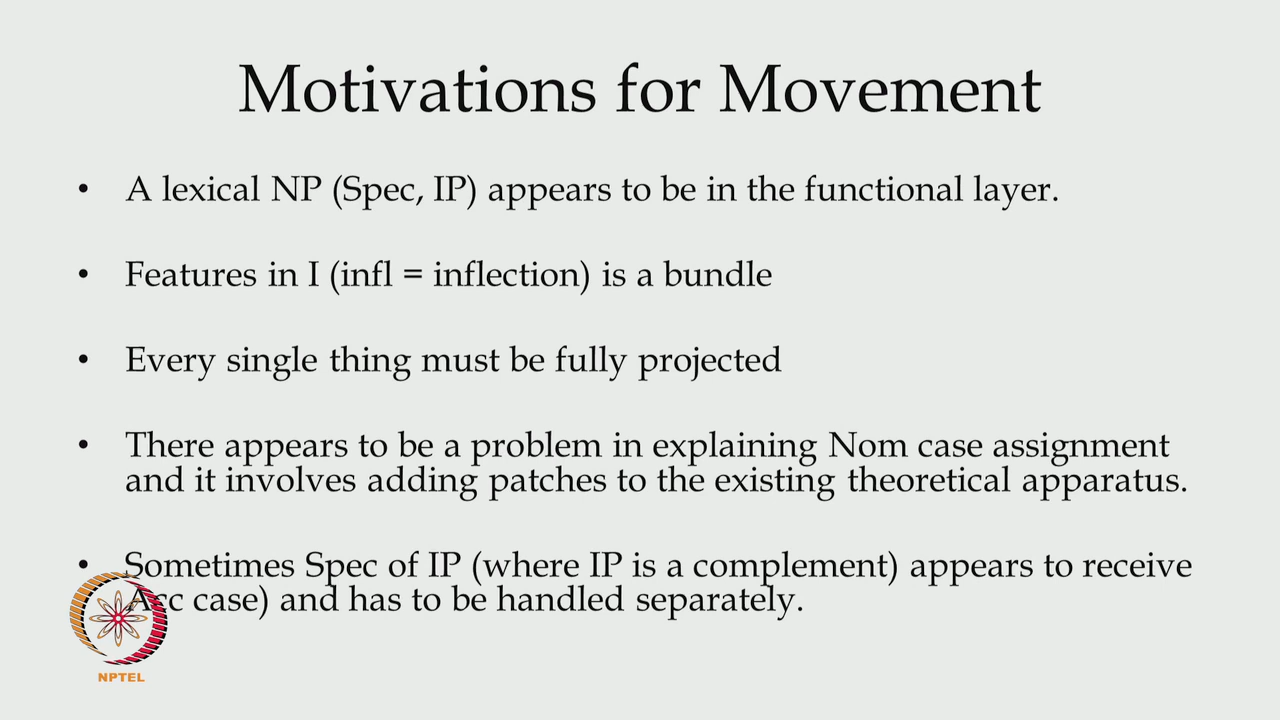 Motivations for Movement
• A lexical NP (Spec, IP) appears to be in the functional layer.
• Features in I (infl = inflection) is a bundle
• Every single thing must be fully projected
• There appears to be a problem in explaining Nom case assignment
and it involves adding patches to the existing theoretical apparatus.
• Sometimes Spec of IP (where IP is a complement) appears to receive
Acc case) and has to be handled separately.
NPTEL